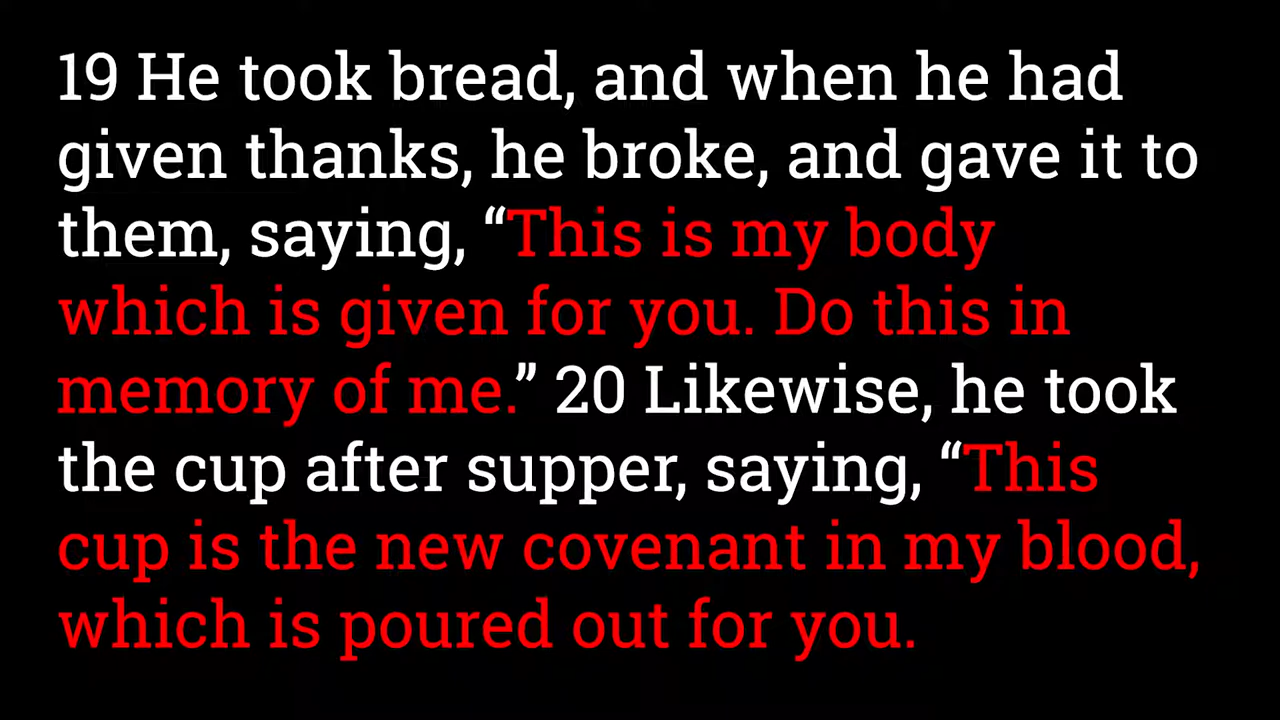 19 He took bread, and when he had
given thanks, he broke, and gave it to
them, saying, “This is my body
which is given for you. Do this in
memory of me.” 20 Likewise, he took
the cup after supper, saying, “This
cup is the new covenant in my blood,
which is poured out for you.